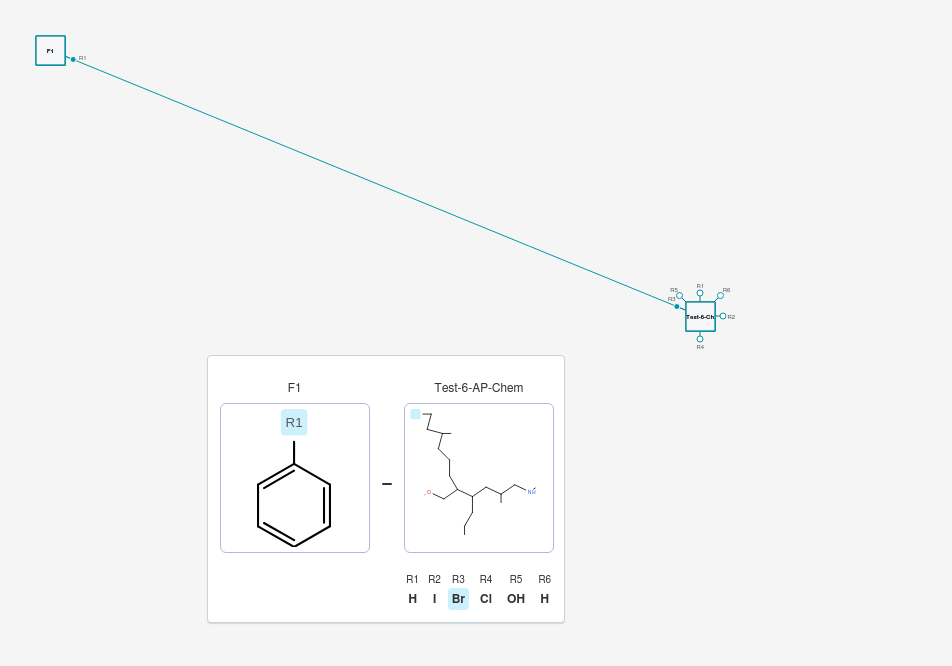 F1
R1
R1
R5
R6
R3
Test-6-Ch
R2
R4
F1 Test-6-AP-Chem
R1
O
NH
R1 R2 R3 R4 R5 R6
H I Br Cl OH H